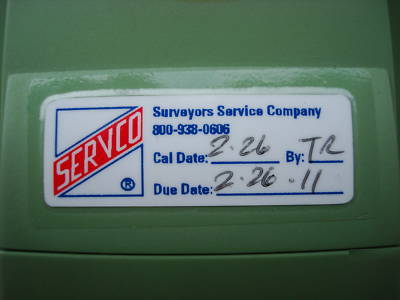 SERVCO
®
Surveyors Service Company
800-938-0606
Cal Date: 2-26 By: TR
Due Date: 2-26-11